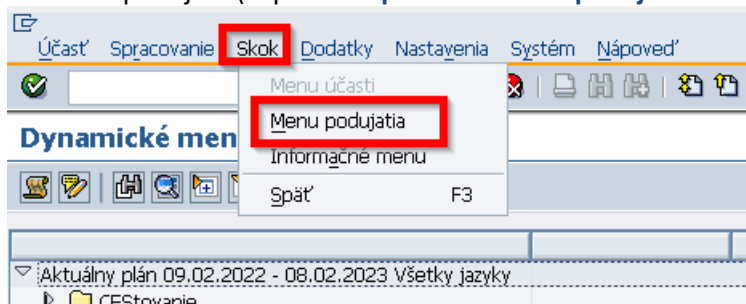 Účasť Spracovanie Skok Dodatky Nastavenia Systém Nápoveď
Menu účasti
Menu podujatia
Dynamické men
Informačné menu
Späť F3
Aktuálny plán 09.02.2022 - 08.02.2023 Všetky jazyky
CEStovanie